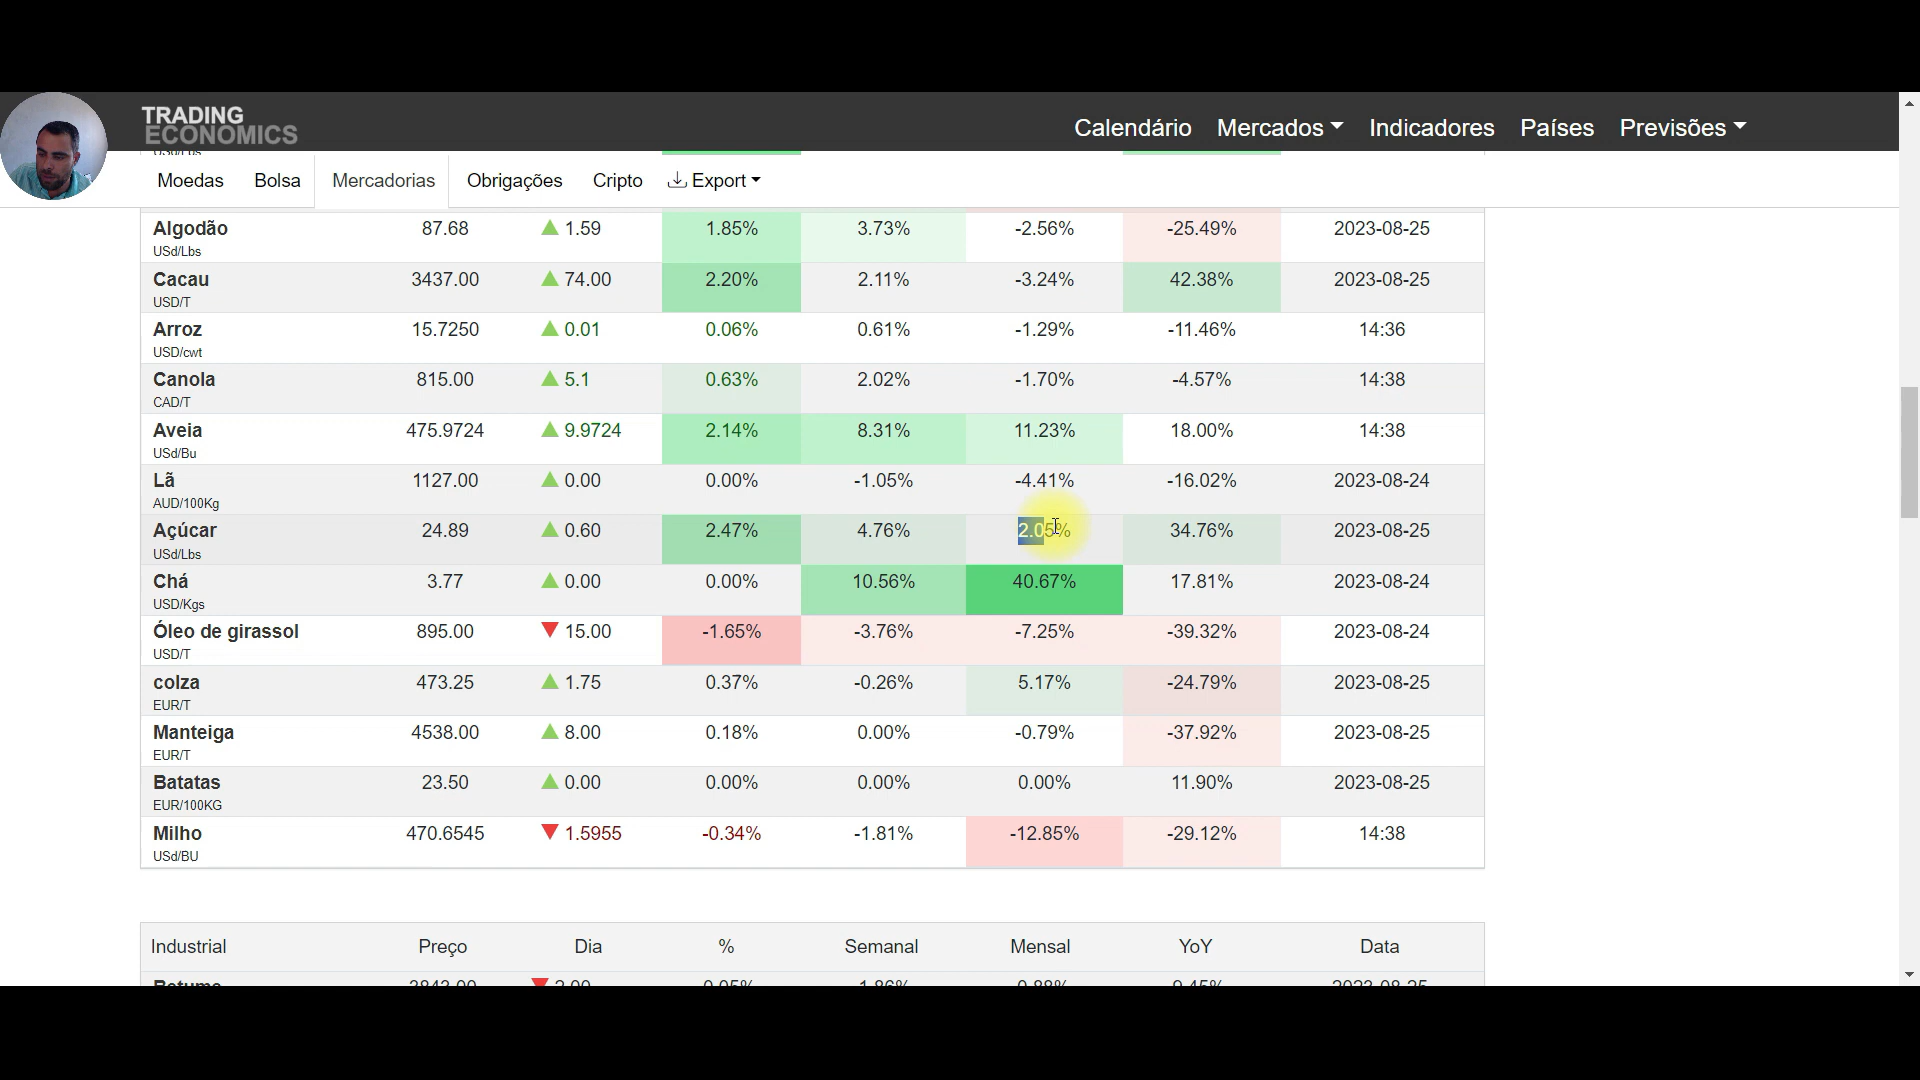 TRADING
ECONOMICS
Calendário Mercados Indicadores Países Previsões
Moedas Bolsa Mercadorias Obrigações Cripto Export
Algodão 87.68 1.59 1.85% 3.73% -2.56% -25.49% 2023-08-25
USd/Lbs
Cacau 3437.00 74.00 2.20% 2.11% -3.24% 42.38% 2023-08-25
USD/T
Arroz 15.7250 0.01 0.06% 0.61% -1.29% -11.46% 14:36
USD/cwt
Canola 815.00 5.1 0.63% 2.02% -1.70% -4.57% 14:38
CAD/T
Aveia 475.9724 9.9724 2.14% 8.31% 11.23% 18.00% 14:38
USd/Bu
Lã 1127.00 0.00 0.00% -1.05% -4.41% -16.02% 2023-08-24
AUD/100Kg
Açúcar 24.89 0.60 2.47% 4.76% 2.05% 34.76% 2023-08-25
USd/Lbs
Chá 3.77 0.00 0.00% 10.56% 40.67% 17.81% 2023-08-24
USD/Kgs
Óleo de girassol 895.00 15.00 -1.65% -3.76% -7.25% -39.32% 2023-08-24
USD/T
colza 473.25 1.75 0.37% -0.26% 5.17% -24.79% 2023-08-25
EUR/T
Manteiga 4538.00 8.00 0.18% 0.00% -0.79% -37.92% 2023-08-25
EUR/T
Batatas 23.50 0.00 0.00% 0.00% 0.00% 11.90% 2023-08-25
EUR/100KG
Milho 470.6545 1.5955 -0.34% -1.81% -12.85% -29.12% 14:38
USd/BU
Industrial Preço Dia % Semanal Mensal YoY Data